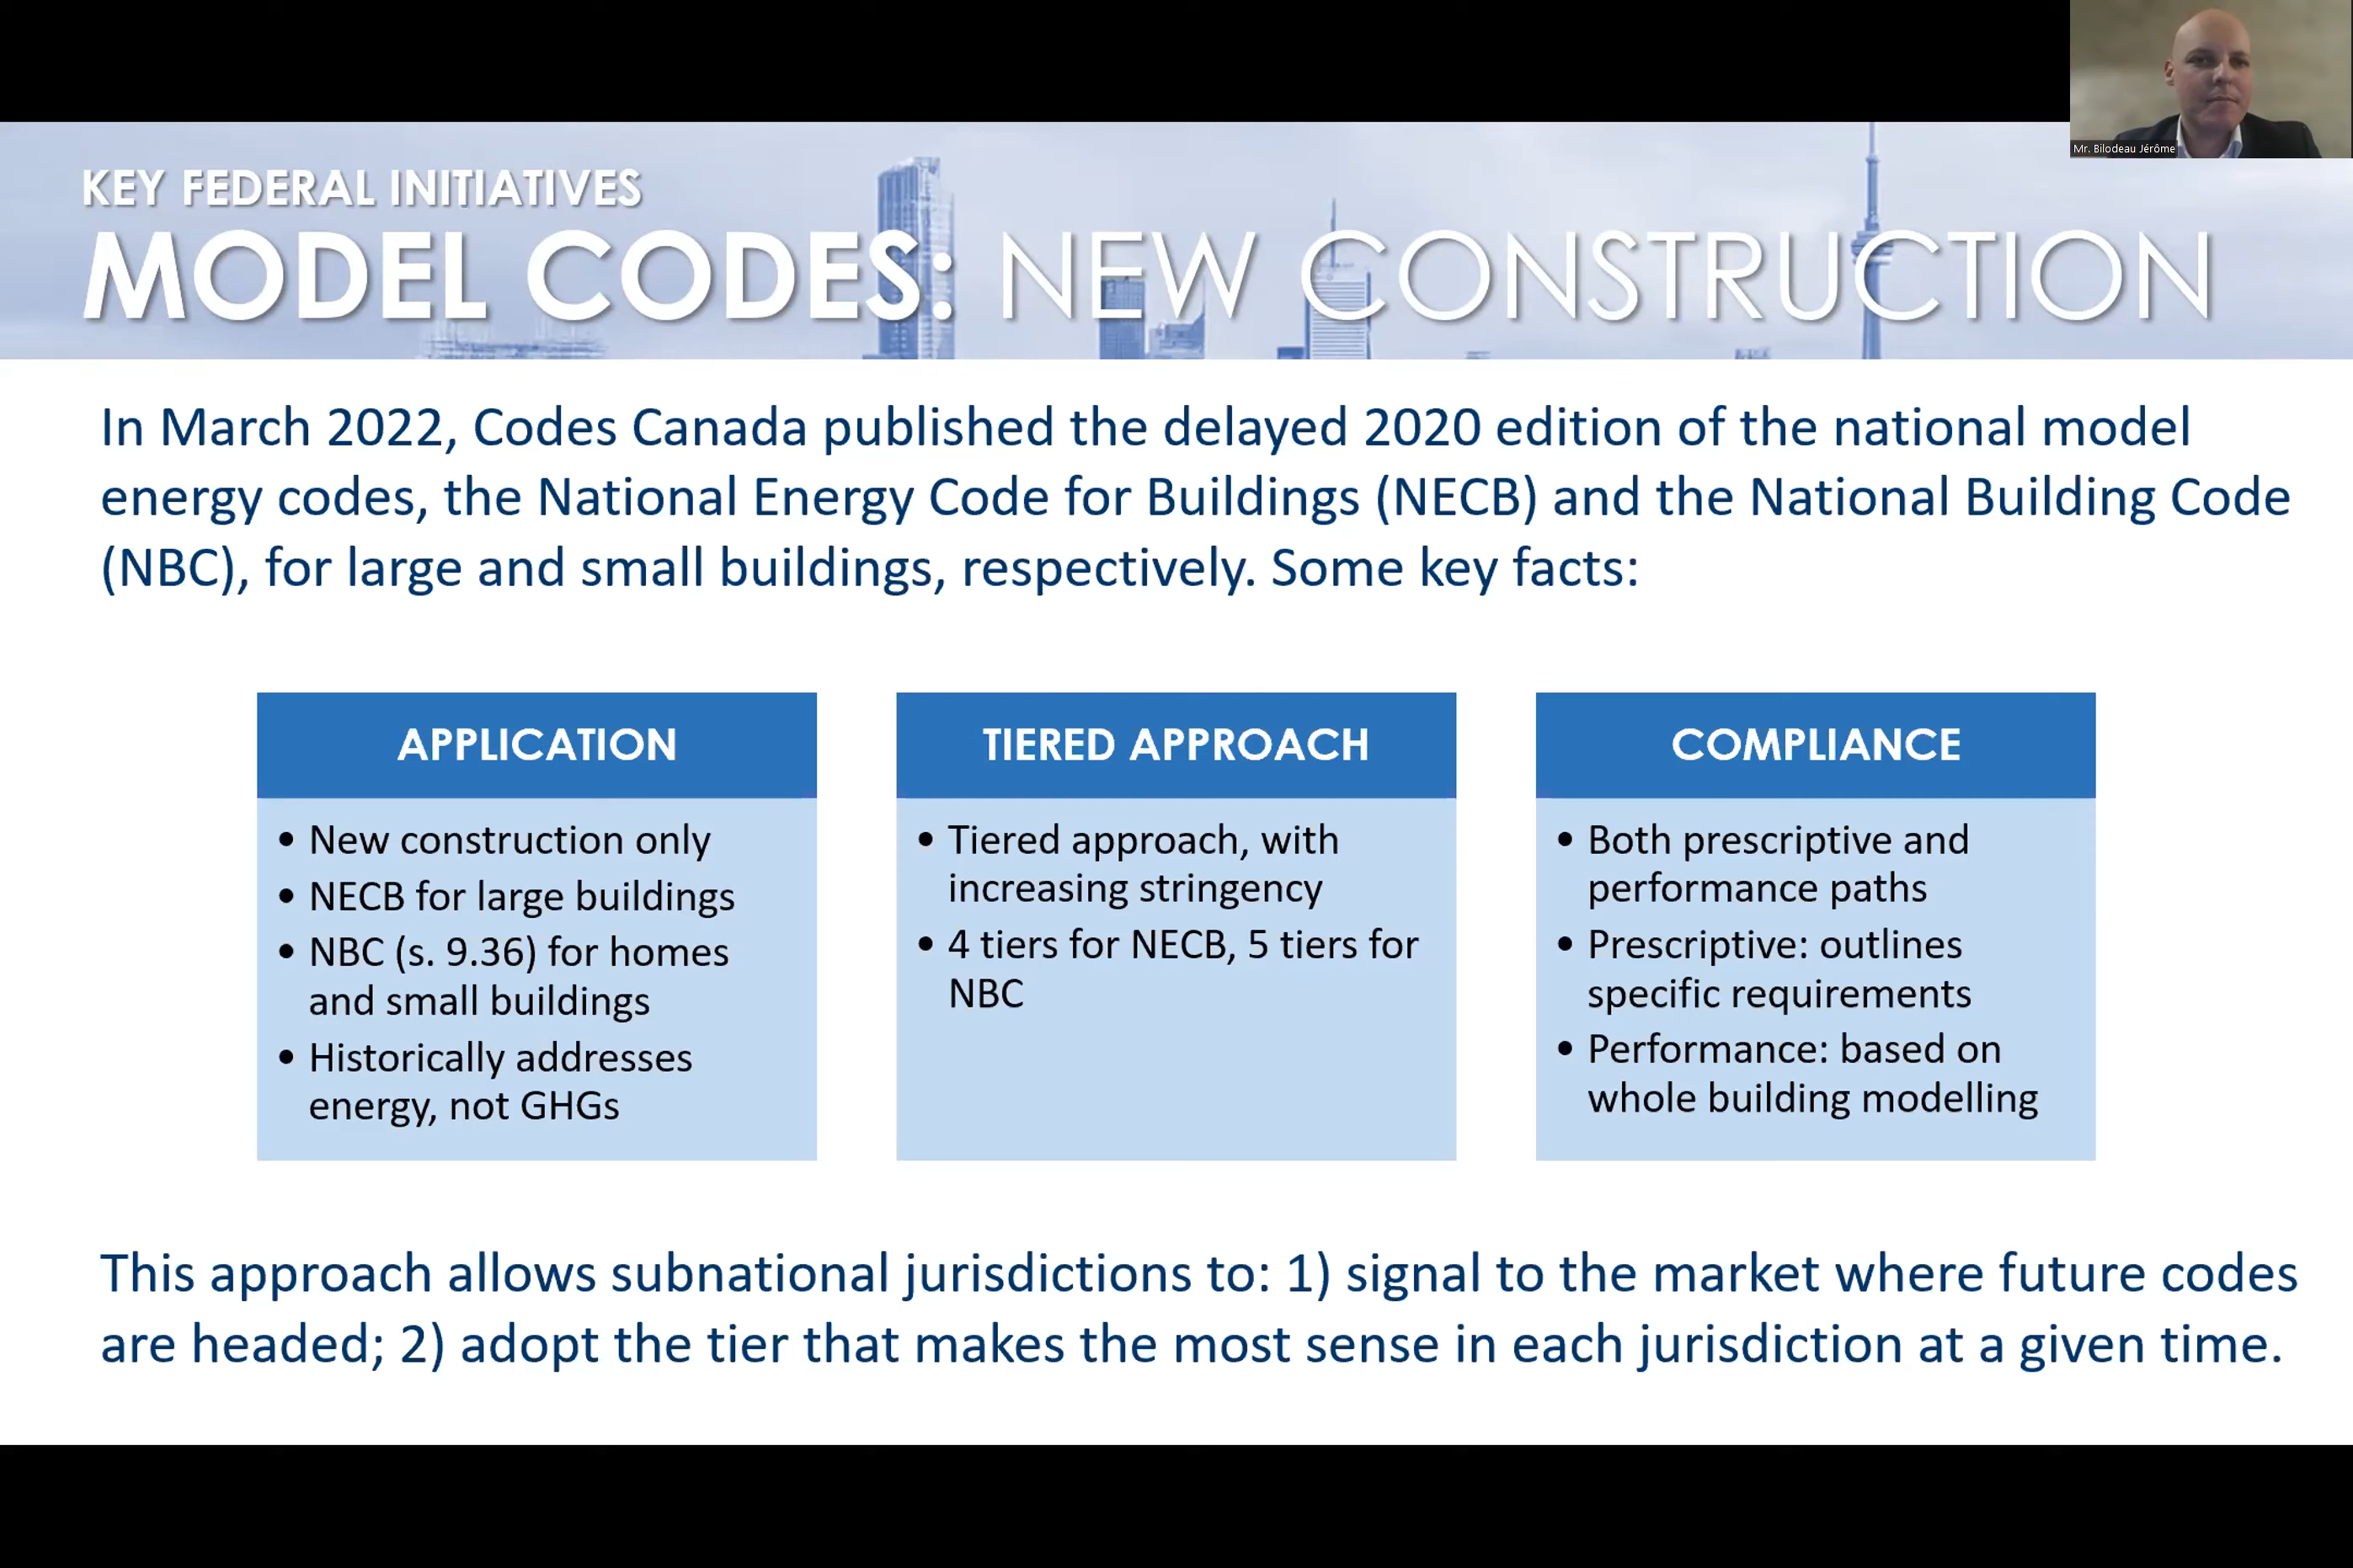 Mr. Bilodeau Jérôme
KEY FEDERAL INITIATIVES
MODEL CODES: NEW CONSTRUCTION
In March 2022, Codes Canada published the delayed 2020 edition of the national model
energy codes, the National Energy Code for Buildings (NECB) and the National Building Code
(NBC), for large and small buildings, respectively. Some key facts:
APPLICATION
• New construction only
• NECB for large buildings
• NBC (s. 9.36) for homes
and small buildings
• Historically addresses
energy, not GHGs
TIERED APPROACH
• Tiered approach, with
increasing stringency
• 4 tiers for NECB, 5 tiers for
NBC
COMPLIANCE
• Both prescriptive and
performance paths
• Prescriptive: outlines
specific requirements
• Performance: based on
whole building modelling
This approach allows subnational jurisdictions to: 1) signal to the market where future codes
are headed; 2) adopt the tier that makes the most sense in each jurisdiction at a given time.